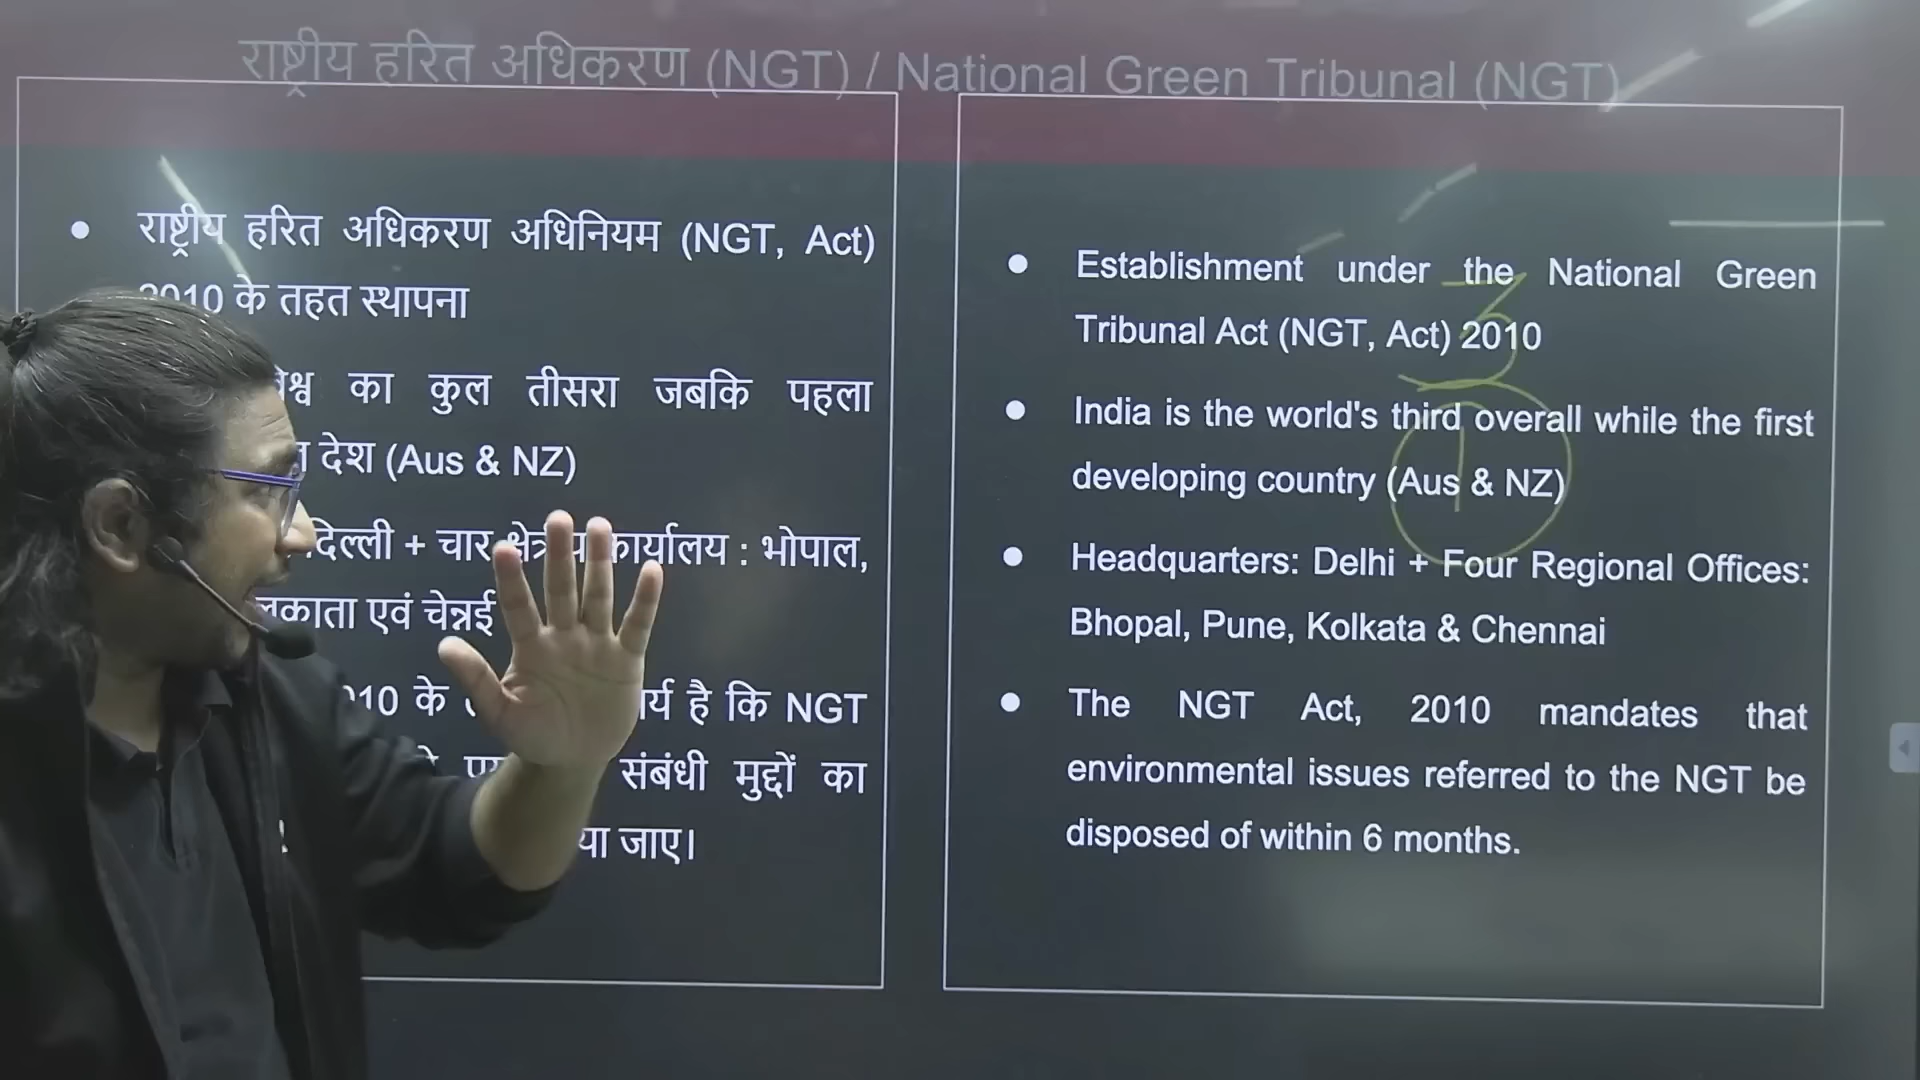 राष्ट्रीय हरित अधिकरण (NGT) / National Green Tribunal (NGT)
राष्ट्रीय हरित अधिकरण अधिनियम (NGT, Act)
2010 के तहत स्थापना
का कुल तीसरा जबकि पहला
देश (Aus & NZ)
दिल्ली + चार क्षेत्रीय कार्यालय : भोपाल,
एवं चेन्नई
के है कि NGT
संबंधी मुद्दों का
जाए।
Establishment under the National Green
Tribunal Act (NGT, Act) 2010
India is the world's third overall while the first
developing country (Aus & NZ)
Headquarters: Delhi + Four Regional Offices:
Bhopal, Pune, Kolkata & Chennai
The NGT Act, 2010 mandates that
environmental issues referred to the NGT be
disposed of within 6 months.
3
1